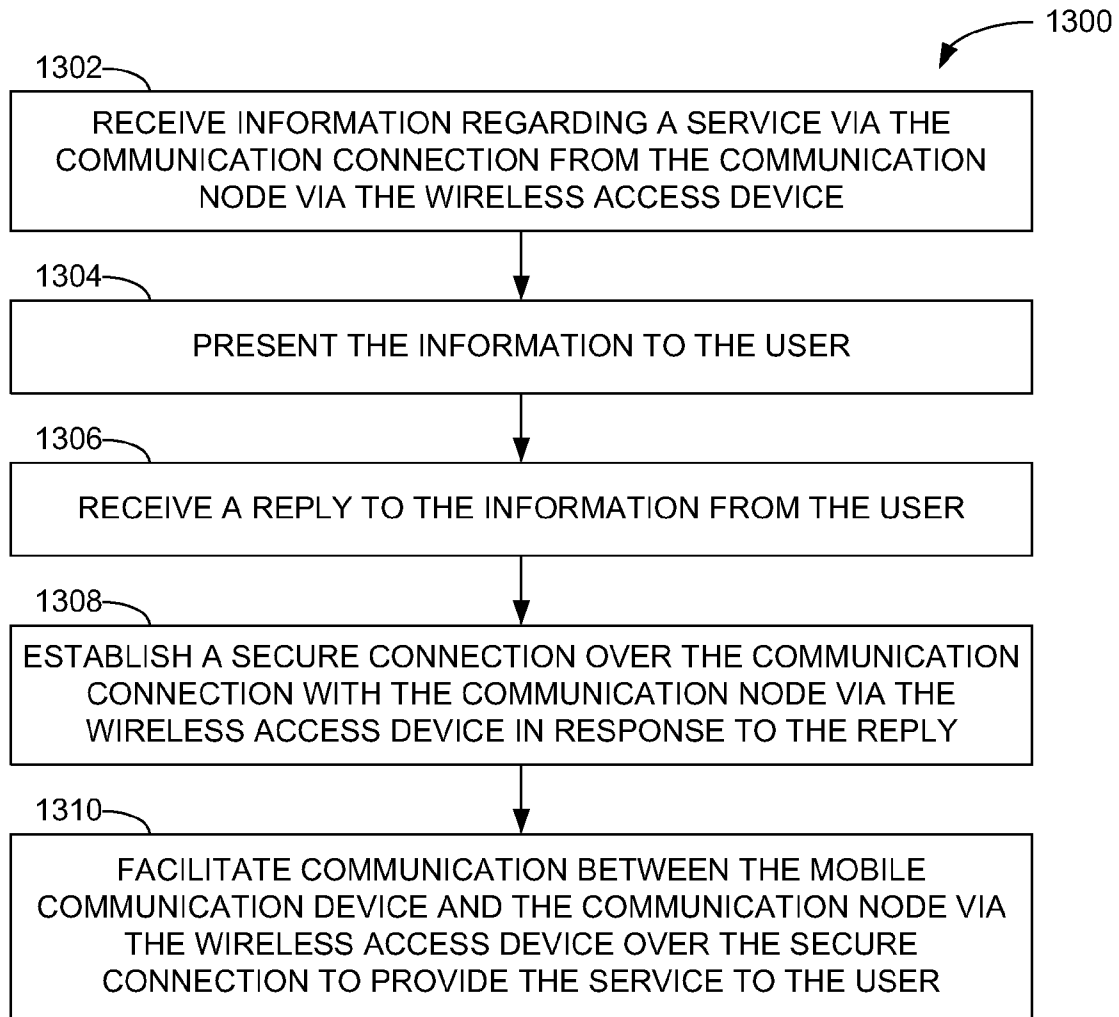 1300
1302
RECEIVE INFORMATION REGARDING A SERVICE VIA THE
COMMUNICATION CONNECTION FROM THE COMMUNICATION
NODE VIA THE WIRELESS ACCESS DEVICE
1304
PRESENT THE INFORMATION TO THE USER
1306
RECEIVE A REPLY TO THE INFORMATION FROM THE USER
1308
ESTABLISH A SECURE CONNECTION OVER THE COMMUNICATION
CONNECTION WITH THE COMMUNICATION NODE VIA THE
WIRELESS ACCESS DEVICE IN RESPONSE TO THE REPLY
1310
FACILITATE COMMUNICATION BETWEEN THE MOBILE
COMMUNICATION DEVICE AND THE COMMUNICATION NODE VIA
THE WIRELESS ACCESS DEVICE OVER THE SECURE
CONNECTION TO PROVIDE THE SERVICE TO THE USER